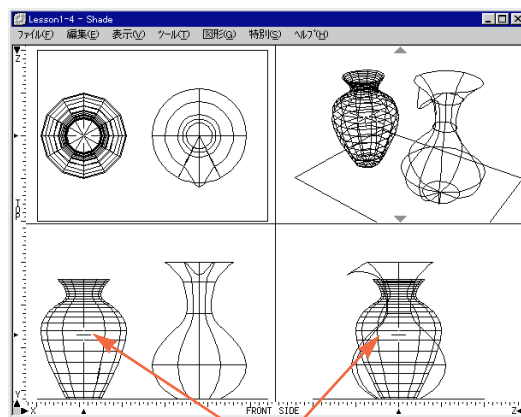 Lesson1-4 - Shade
ﾌｧｲﾙ(F) 編集(E) 表示(V) ﾂｰﾙ(T) 図形(G) 特別(S) ﾍﾙﾌﾟ(H)
Z
TOP
Y
X FRONT SIDE Z